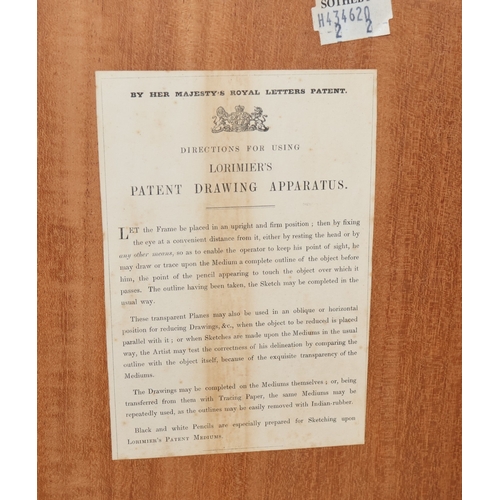 SOTHEB
H434620
2 2
BY HER MAJESTY'S ROYAL LETTERS PATENT.
DIRECTIONS FOR USING
LORIMIER'S
PATENT DRAWING APPARATUS.
LET the Frame be placed in an upright and firm position; then by fixing
the eye at a convenient distance from it, either by resting the head or by
any other means, so as to enable the operator to keep his point of sight, he
may draw or trace upon the Medium a complete outline of the object before
him, the point of the pencil appearing to touch the object over which it
passes. The outline having been taken, the Sketch may be completed in the
usual way.
These transparent Planes may also be used in an oblique or horizontal
position for reducing Drawings, &c., when the object to be reduced is placed
parallel with it; or when Sketches are made upon the Mediums in the usual
way, the Artist may test the correctness of his delineation by comparing the
outline with the object itself, because of the exquisite transparency of the
Mediums.
The Drawings may be completed on the Mediums themselves; or, being
transferred from them with Tracing Paper, the same Mediums may be
repeatedly used, as the outlines may be easily removed with Indian-rubber.
Black and white Pencils are especially prepared for Sketching upon
LORIMIER'S PATENT MEDIUMS.